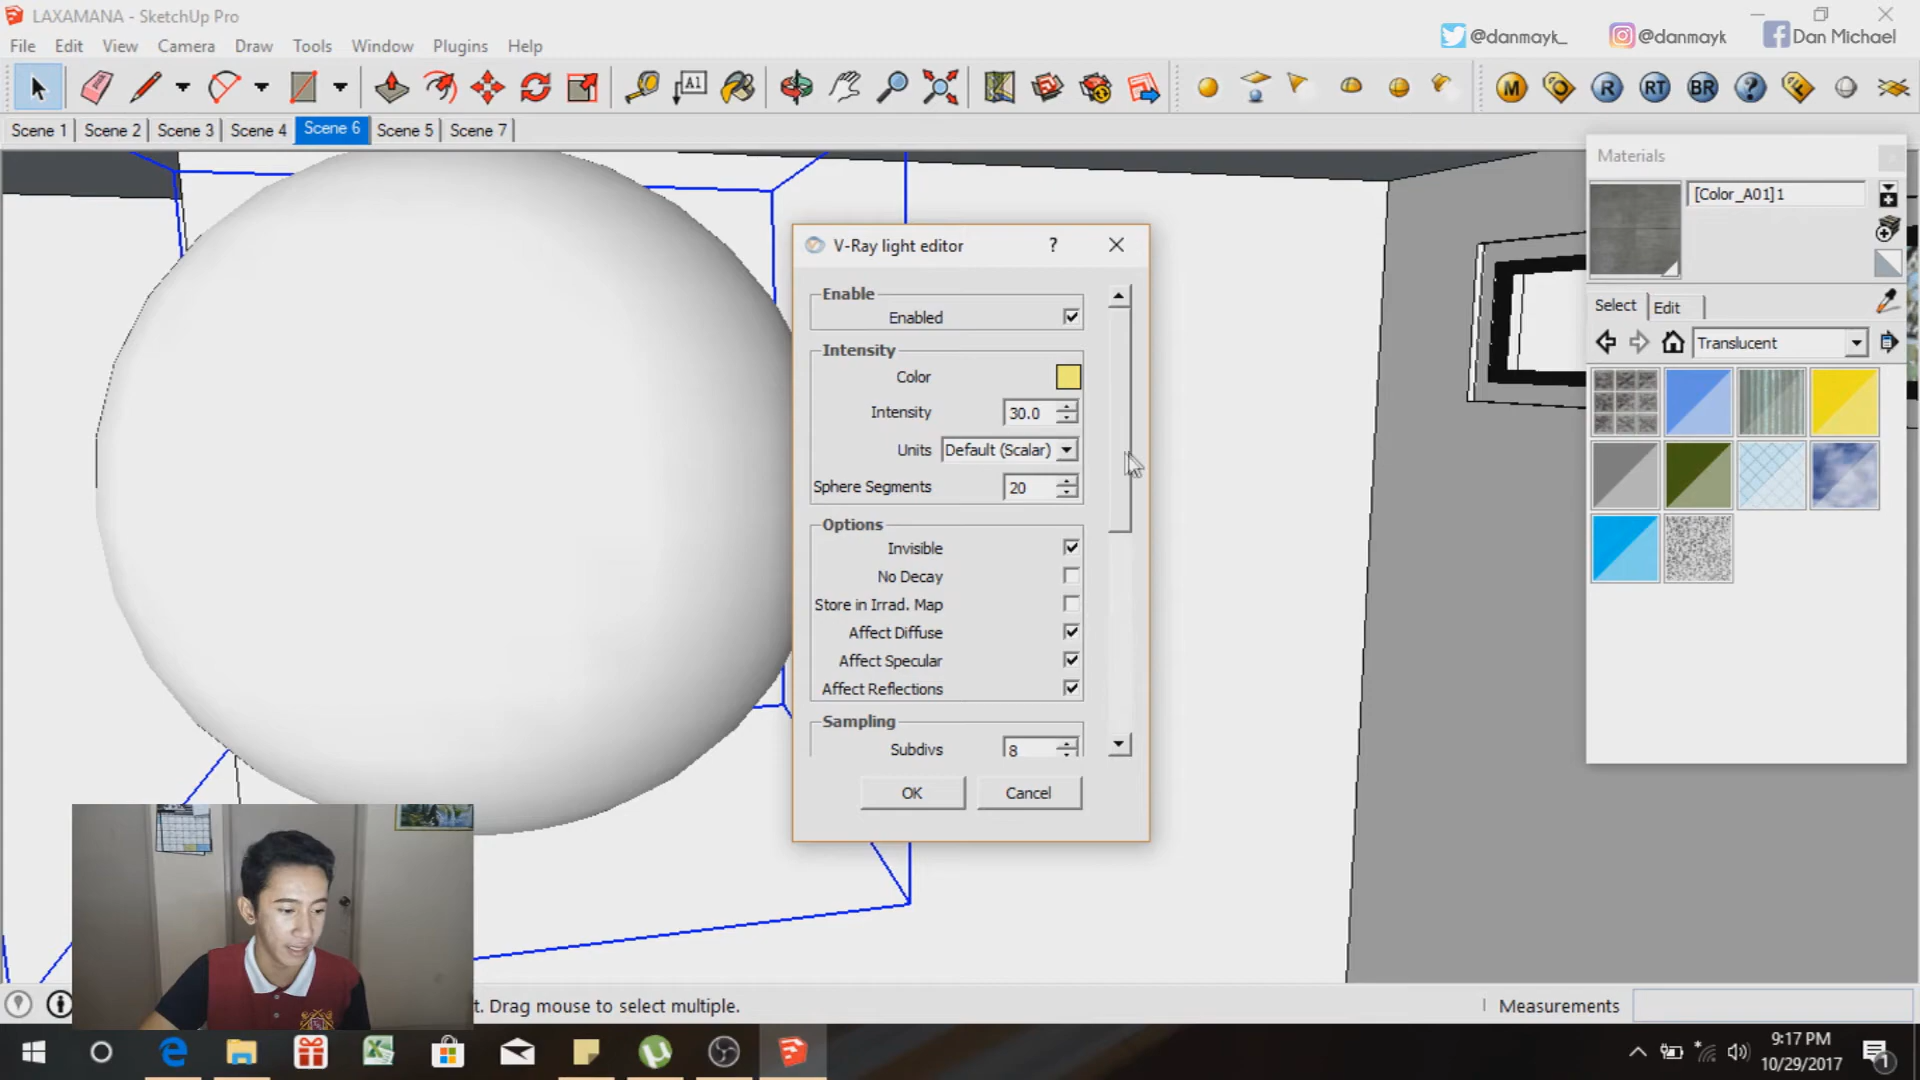 LAXAMANA - SketchUp Pro
@danmayk_
@danmayk
Dan Michael
File Edit View Camera Draw Tools Window Plugins Help
A1
M R RT BR ?
Scene 1 Scene 2 Scene 3 Scene 4 Scene 6 Scene 5 Scene 7
Materials
[Color_A01]1
Select Edit
Translucent
V-Ray light editor ?
Enable
Enabled
Intensity
Color
Intensity 30.0
Units Default (Scalar)
Sphere Segments 20
Options
Invisible
No Decay
Store in Irrad. Map
Affect Diffuse
Affect Specular
Affect Reflections
Sampling
Subdivs 8
OK Cancel
t. Drag mouse to select multiple.
Measurements
9:17 PM
10/29/2017
1